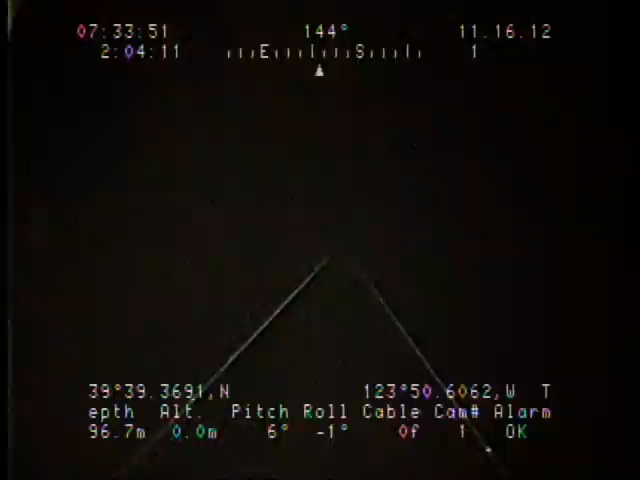 07:33:51 144° 11.16.12
2:04:11 E S 1
39°39.3691,N 123°50.6062,W T
epth Alt. Pitch Roll Cable Cam# Alarm
96.7m 0.0m 6° -1° 0f 1 OK